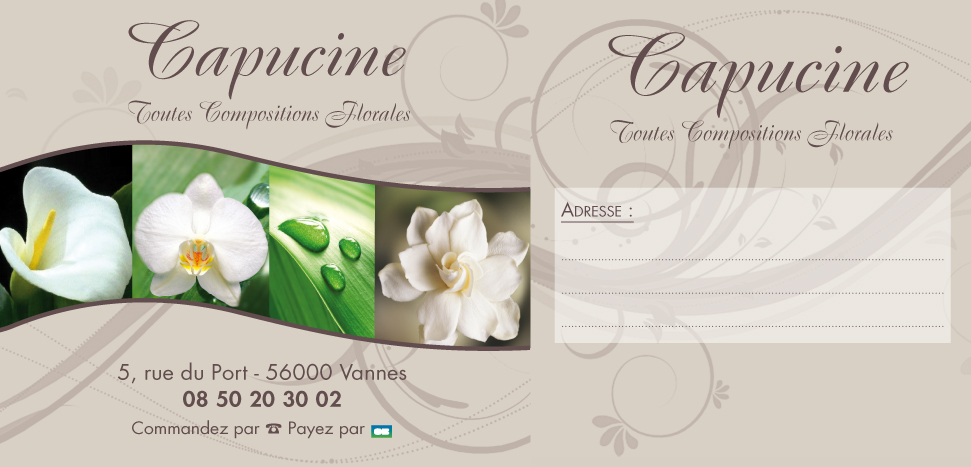 Capucine
Toutes Compositions Florales
5, rue du Port - 56000 Vannes
08 50 20 30 02
Commandez par ☎ Payez par CB
Capucine
Toutes Compositions Florales
Adresse :